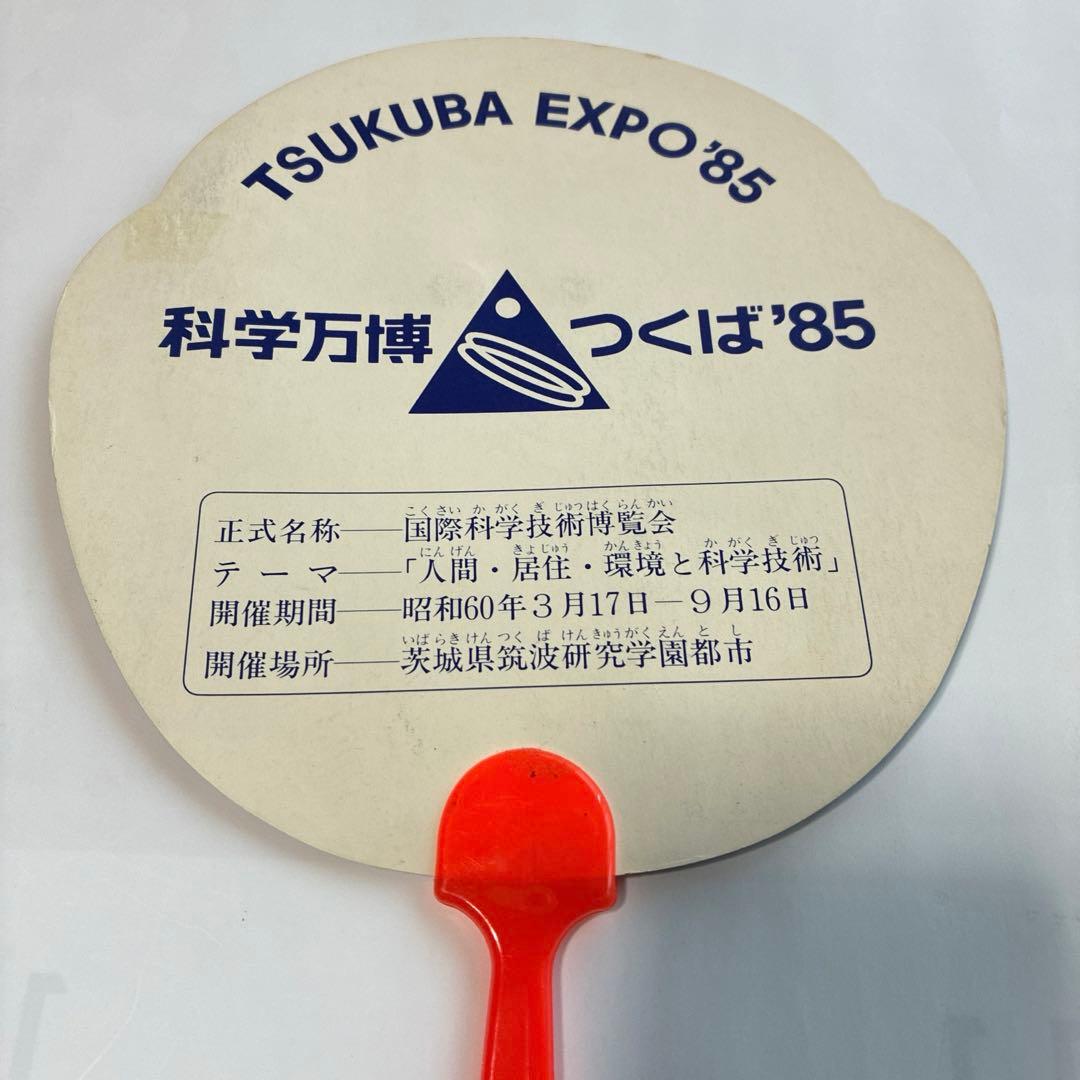 TSUKUBA EXPO'85
科学万博 つくば'85
こくさいかがくぎじゅつはくらんかい
正式名称──国際科学技術博覧会
にんげん きょじゅう かんきょう かがくぎじゅつ
テーマ──「人間・居住・環境と科学技術」
開催期間──昭和60年3月17日─9月16日
いばらきけんつくばけんきゅうがくえんとし
開催場所──茨城県筑波研究学園都市